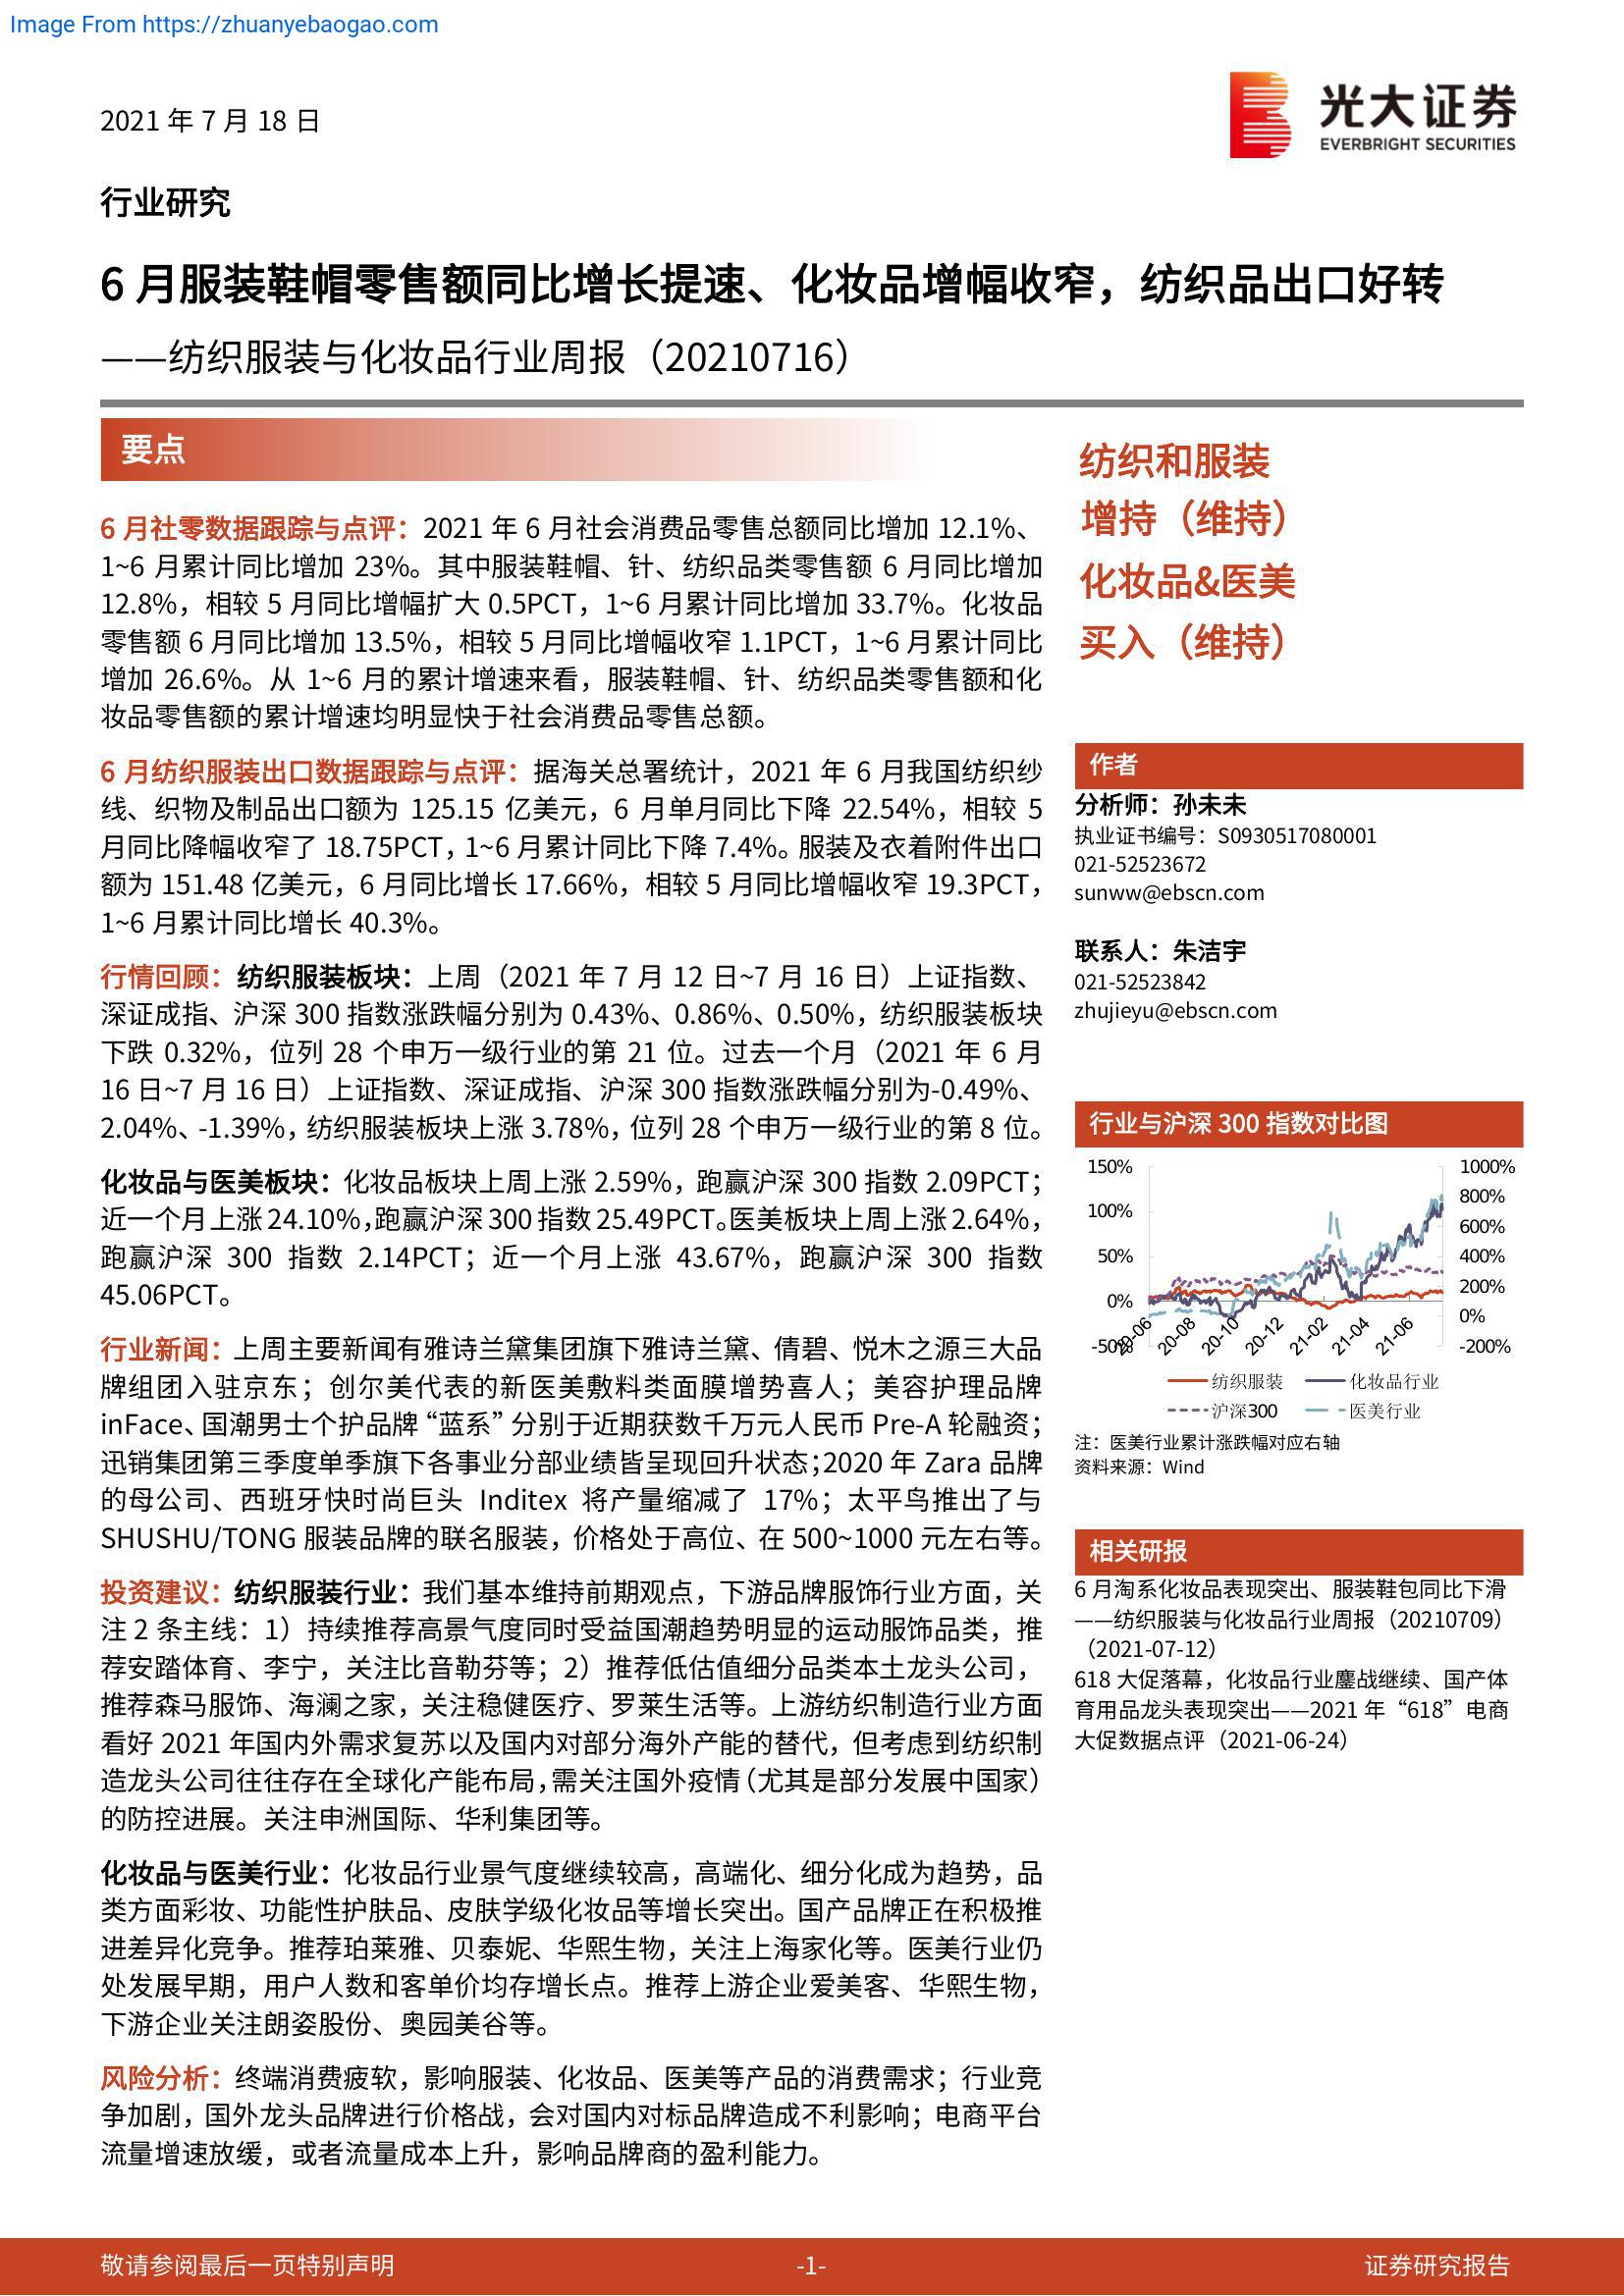 Image From https://zhuanyebaogao.com
2021 年 7 月 18 日
光大证券
EVERBRIGHT SECURITIES
行业研究
6 月服装鞋帽零售额同比增长提速、化妆品增幅收窄，纺织品出口好转
——纺织服装与化妆品行业周报（20210716）
要点
6 月社零数据跟踪与点评：2021 年 6 月社会消费品零售总额同比增加 12.1%、
1~6 月累计同比增加 23%。其中服装鞋帽、针、纺织品类零售额 6 月同比增加
12.8%，相较 5 月同比增幅扩大 0.5PCT，1~6 月累计同比增加 33.7%。化妆品
零售额 6 月同比增加 13.5%，相较 5 月同比增幅收窄 1.1PCT，1~6 月累计同比
增加 26.6%。从 1~6 月的累计增速来看，服装鞋帽、针、纺织品类零售额和化
妆品零售额的累计增速均明显快于社会消费品零售总额。
6 月纺织服装出口数据跟踪与点评：据海关总署统计，2021 年 6 月我国纺织纱
线、织物及制品出口额为 125.15 亿美元，6 月单月同比下降 22.54%，相较 5
月同比降幅收窄了 18.75PCT，1~6 月累计同比下降 7.4%。服装及衣着附件出口
额为 151.48 亿美元，6 月同比增长 17.66%，相较 5 月同比增幅收窄 19.3PCT，
1~6 月累计同比增长 40.3%。
行情回顾：纺织服装板块：上周（2021 年 7 月 12 日~7 月 16 日）上证指数、
深证成指、沪深 300 指数涨跌幅分别为 0.43%、0.86%、0.50%，纺织服装板块
下跌 0.32%，位列 28 个申万一级行业的第 21 位。过去一个月（2021 年 6 月
16 日~7 月 16 日）上证指数、深证成指、沪深 300 指数涨跌幅分别为-0.49%、
2.04%、-1.39%，纺织服装板块上涨 3.78%，位列 28 个申万一级行业的第 8 位。
化妆品与医美板块：化妆品板块上周上涨 2.59%，跑赢沪深 300 指数 2.09PCT；
近一个月上涨 24.10%，跑赢沪深 300 指数 25.49PCT。医美板块上周上涨 2.64%，
跑赢沪深 300 指数 2.14PCT；近一个月上涨 43.67%，跑赢沪深 300 指数
45.06PCT。
行业新闻：上周主要新闻有雅诗兰黛集团旗下雅诗兰黛、倩碧、悦木之源三大品
牌组团入驻京东；创尔美代表的新医美敷料类面膜增势喜人；美容护理品牌
inFace、国潮男士个护品牌 “蓝系” 分别于近期获数千万元人民币 Pre-A 轮融资；
迅销集团第三季度单季旗下各事业分部业绩皆呈现回升状态；2020 年 Zara 品牌
的母公司、西班牙快时尚巨头 Inditex 将产量缩减了 17%；太平鸟推出了与
SHUSHU/TONG 服装品牌的联名服装，价格处于高位、在 500~1000 元左右等。
投资建议：纺织服装行业：我们基本维持前期观点，下游品牌服饰行业方面，关
注 2 条主线：1）持续推荐高景气度同时受益国潮趋势明显的运动服饰品类，推
荐安踏体育、李宁，关注比音勒芬等；2）推荐低估值细分品类本土龙头公司，
推荐森马服饰、海澜之家，关注稳健医疗、罗莱生活等。上游纺织制造行业方面
看好 2021 年国内外需求复苏以及国内对部分海外产能的替代，但考虑到纺织制
造龙头公司往往存在全球化产能布局，需关注国外疫情（尤其是部分发展中国家）
的防控进展。关注申洲国际、华利集团等。
化妆品与医美行业：化妆品行业景气度继续较高，高端化、细分化成为趋势，品
类方面彩妆、功能性护肤品、皮肤学级化妆品等增长突出。国产品牌正在积极推
进差异化竞争。推荐珀莱雅、贝泰妮、华熙生物，关注上海家化等。医美行业仍
处发展早期，用户人数和客单价均存增长点。推荐上游企业爱美客、华熙生物，
下游企业关注朗姿股份、奥园美谷等。
风险分析：终端消费疲软，影响服装、化妆品、医美等产品的消费需求；行业竞
争加剧，国外龙头品牌进行价格战，会对国内对标品牌造成不利影响；电商平台
流量增速放缓，或者流量成本上升，影响品牌商的盈利能力。
纺织和服装
增持（维持）
化妆品&医美
买入（维持）
作者
分析师：孙未未
执业证书编号：S0930517080001
021-52523672
sunww@ebscn.com
联系人：朱洁宇
021-52523842
zhujieyu@ebscn.com
行业与沪深 300 指数对比图
150% 1000%
800%
100%
600%
50% 400%
200%
0% 0%
-50% -200%
20-06 20-08 20-10 20-12 21-02 21-04 21-06
纺织服装 化妆品行业
沪深300 医美行业
注：医美行业累计涨跌幅对应右轴
资料来源：Wind
相关研报
6 月淘系化妆品表现突出、服装鞋包同比下滑
——纺织服装与化妆品行业周报（20210709）
（2021-07-12）
618 大促落幕，化妆品行业鏖战继续、国产体
育用品龙头表现突出——2021 年“618”电商
大促数据点评（2021-06-24）
敬请参阅最后一页特别声明 -1- 证券研究报告